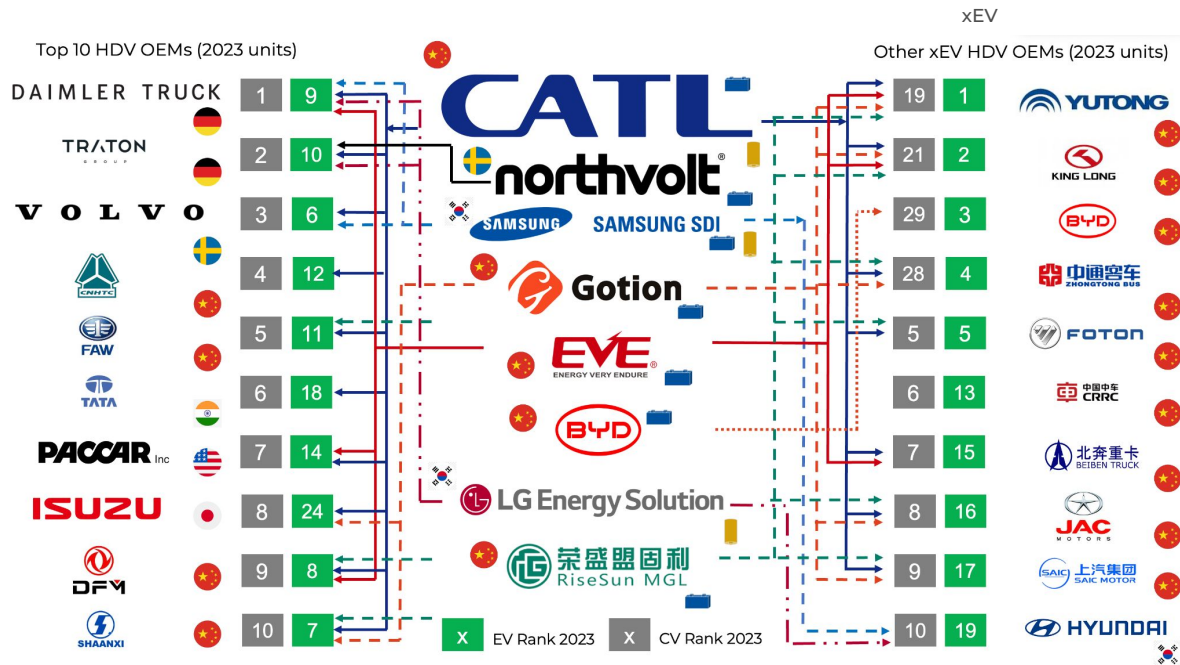 xEV
Top 10 HDV OEMs (2023 units)
Other xEV HDV OEMs (2023 units)
DAIMLER TRUCK
1
9
TRATON
GROUP
2
10
VOLVO
3
6
CNHTC
4
12
FAW
5
11
TATA
6
18
PACCAR Inc
7
14
ISUZU
8
24
DFM
9
8
SHAANXI
10
7
CATL
northvolt®
SAMSUNG
SAMSUNG SDI
Gotion
EVE®
ENERGY VERY ENDURE
BYD
LG Energy Solution
荣盛盟固利
RiseSun MGL
X
EV Rank 2023
X
CV Rank 2023
19
1
YUTONG
21
2
KING LONG
29
3
BYD
28
4
中通客车
ZHONGTONG BUS
5
5
FOTON
6
13
中国中车
CRRC
7
15
北奔重卡
BEIBEN TRUCK
8
16
JAC
MOTORS
9
17
SAIC
上汽集团
SAIC MOTOR
10
19
HYUNDAI